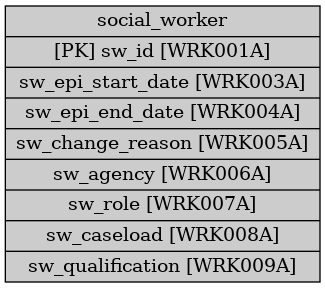 social_worker
[PK] sw_id [WRK001A]
sw_epi_start_date [WRK003A]
sw_epi_end_date [WRK004A]
sw_change_reason [WRK005A]
sw_agency [WRK006A]
sw_role [WRK007A]
sw_caseload [WRK008A]
sw_qualification [WRK009A]